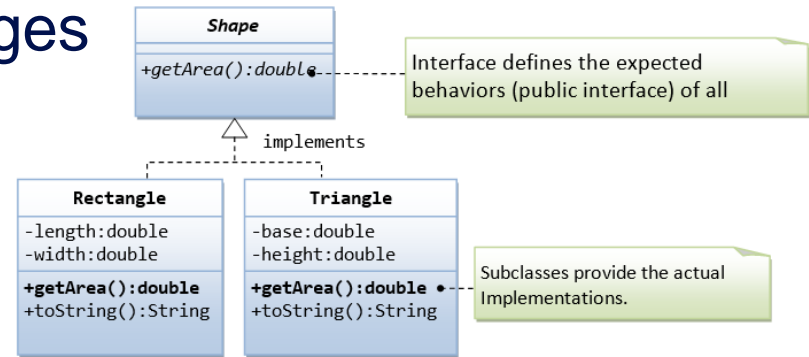 Shape
+getArea():double
Interface defines the expected
behaviors (public interface) of all
implements
Rectangle
-length:double
-width:double
+getArea():double
+toString():String
Triangle
-base:double
-height:double
+getArea():double
+toString():String
Subclasses provide the actual
Implementations.